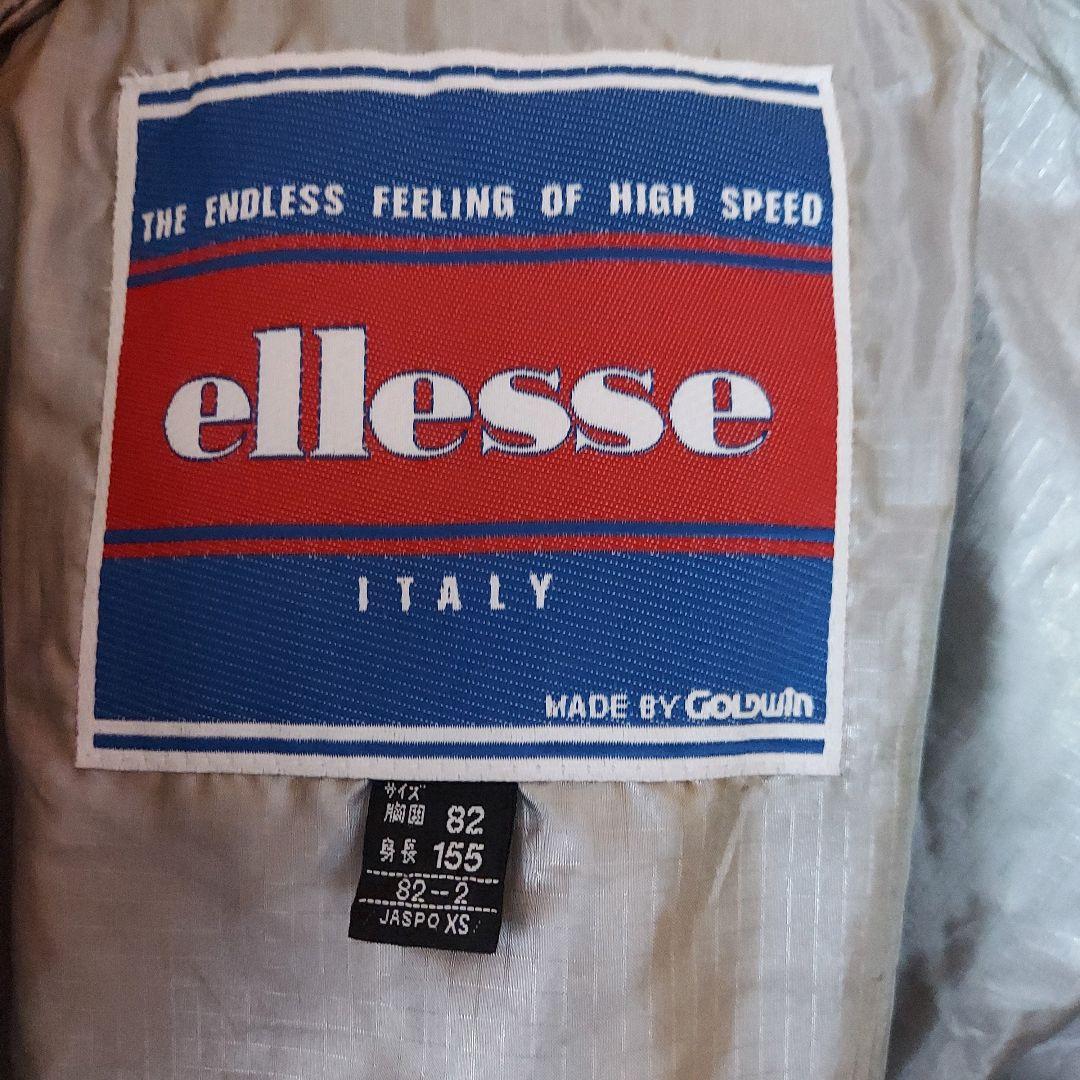 THE ENDLESS FEELING OF HIGH SPEED
ellesse
ITALY
MADE BY GOLDWIN
サイズ
胸囲 82
身長 155
82-2
JASPO XS